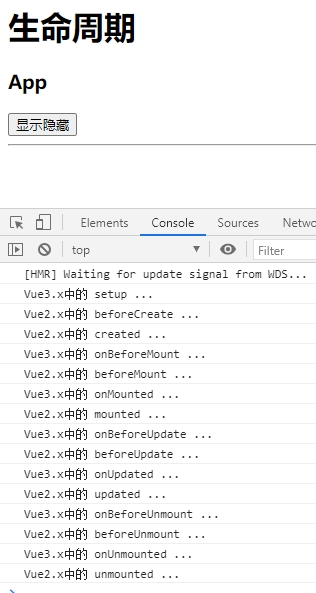 生命周期
App
显示隐藏
Elements Console Sources Netwo
top Filter
[HMR] Waiting for update signal from WDS...
Vue3.x中的 setup ...
Vue2.x中的 beforeCreate ...
Vue2.x中的 created ...
Vue3.x中的 onBeforeMount ...
Vue2.x中的 beforeMount ...
Vue3.x中的 onMounted ...
Vue2.x中的 mounted ...
Vue3.x中的 onBeforeUpdate ...
Vue2.x中的 beforeUpdate ...
Vue3.x中的 onUpdated ...
Vue2.x中的 updated ...
Vue3.x中的 onBeforeUnmount ...
Vue2.x中的 beforeUnmount ...
Vue3.x中的 onUnmounted ...
Vue2.x中的 unmounted ...